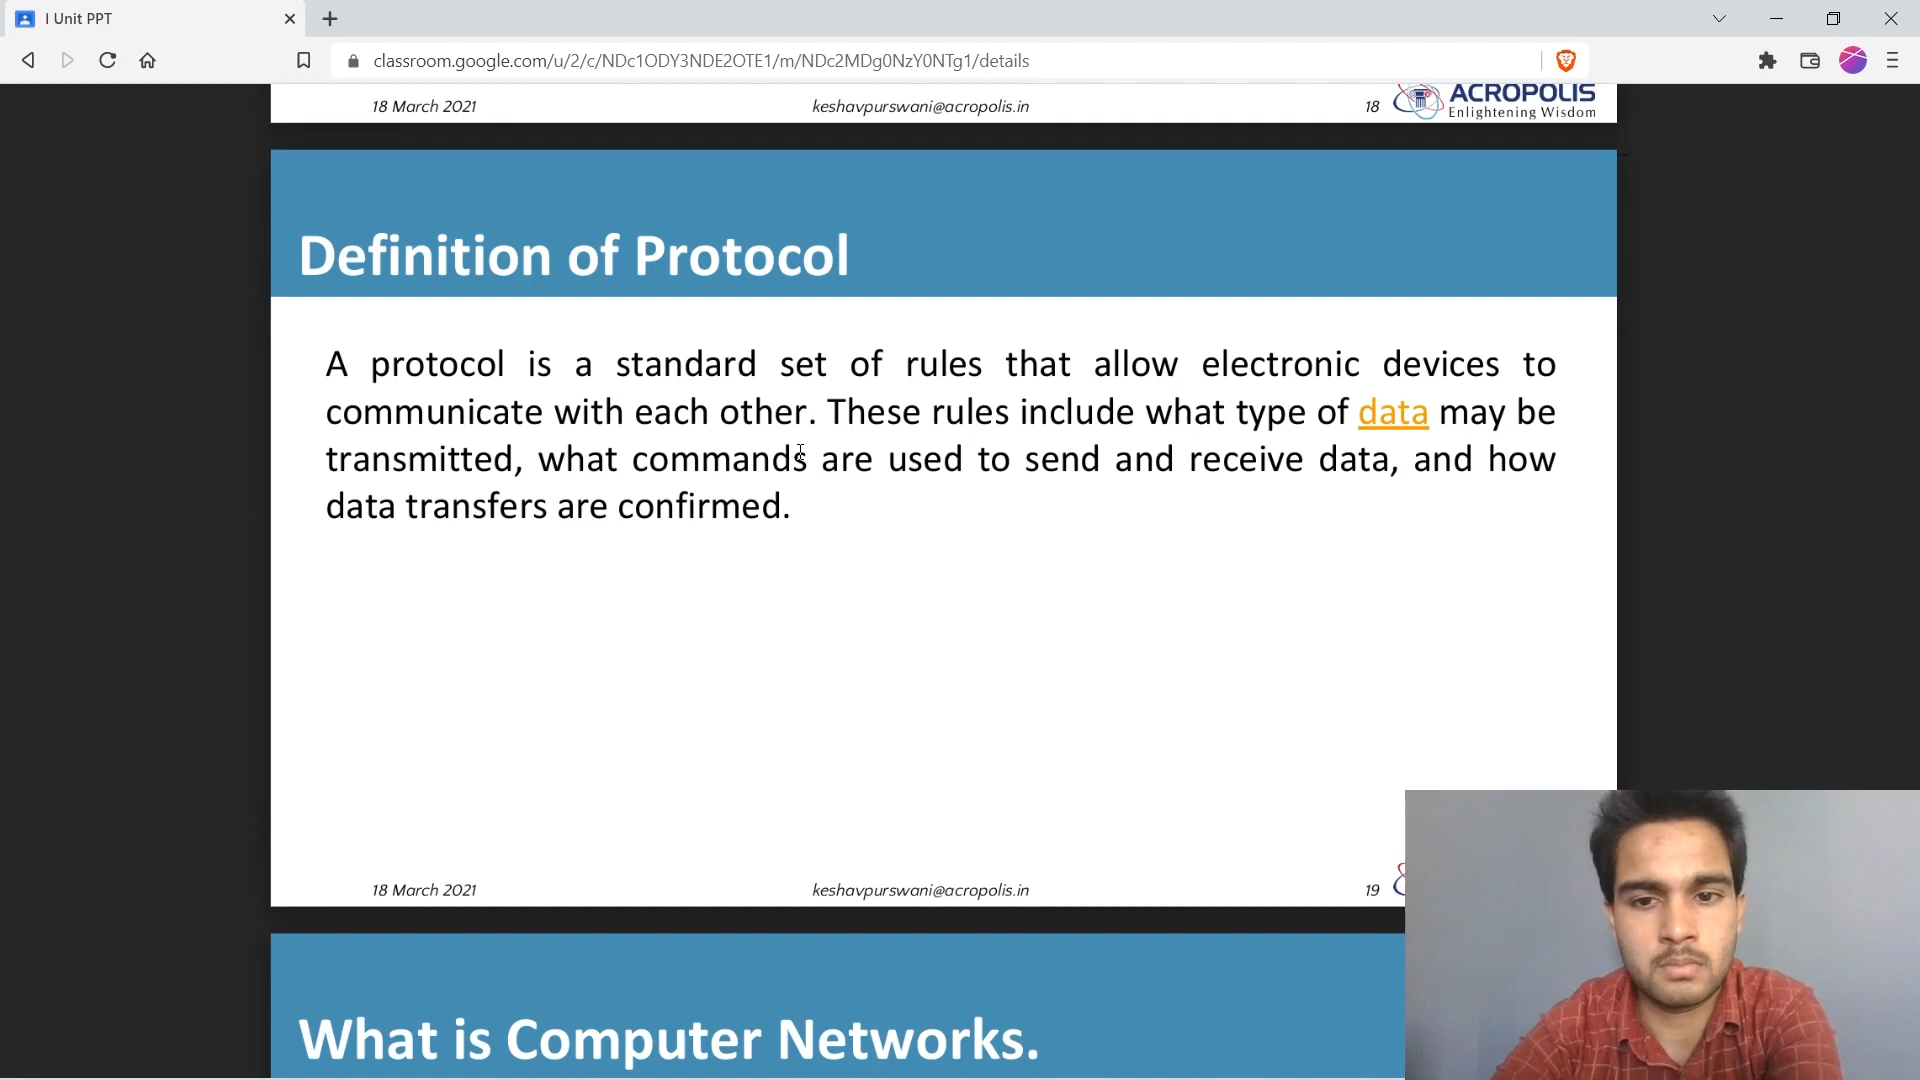 I Unit PPT
classroom.google.com/u/2/c/NDc1ODY3NDE2OTE1/m/NDc2MDg0NzY0NTg1/details
18 March 2021 keshavpurswani@acropolis.in 18 ACROPOLIS
Enlightening Wisdom
Definition of Protocol
A protocol is a standard set of rules that allow electronic devices to
communicate with each other. These rules include what type of data may be
transmitted, what commands are used to send and receive data, and how
data transfers are confirmed.
18 March 2021 keshavpurswani@acropolis.in 19
What is Computer Networks.